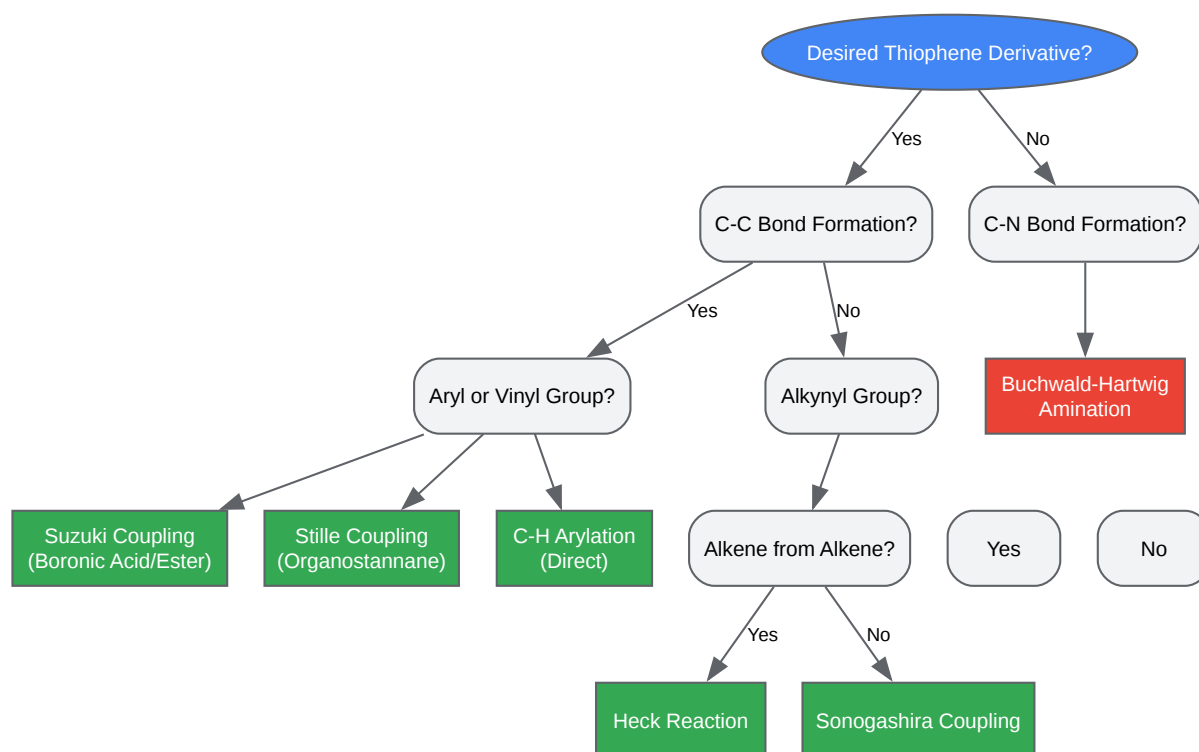 Desired Thiophene Derivative?
Yes
No
C-C Bond Formation?
C-N Bond Formation?
Yes
No
Aryl or Vinyl Group?
Alkynyl Group?
Buchwald-Hartwig
Amination
Suzuki Coupling
(Boronic Acid/Ester)
Stille Coupling
(Organostannane)
C-H Arylation
(Direct)
Alkene from Alkene?
Yes
No
Yes
No
Heck Reaction
Sonogashira Coupling